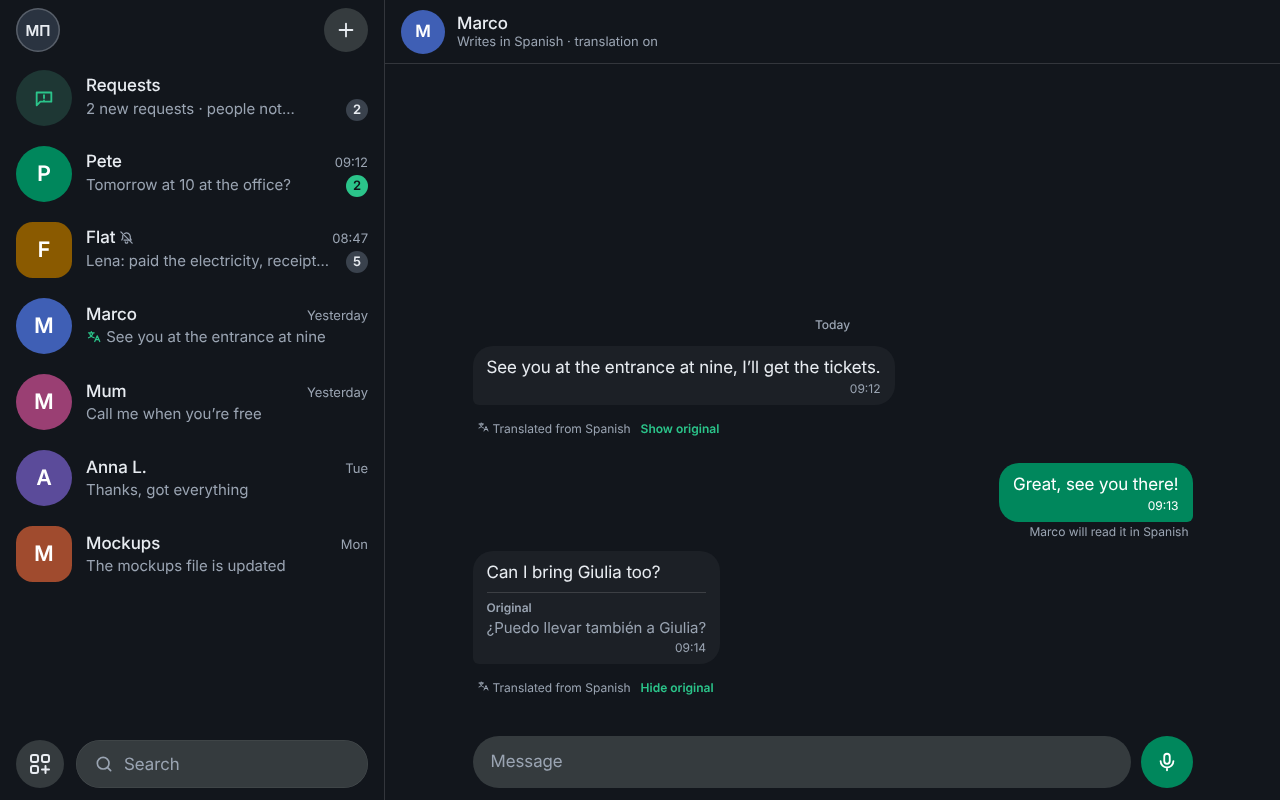 МП
Requests
2 new requests · people not…
2
P
Pete
09:12
Tomorrow at 10 at the office?
2
F
Flat
08:47
Lena: paid the electricity, receipt…
5
M
Marco
Yesterday
See you at the entrance at nine
M
Mum
Yesterday
Call me when you’re free
A
Anna L.
Tue
Thanks, got everything
M
Mockups
Mon
The mockups file is updated
Search
M
Marco
Writes in Spanish · translation on
Today
See you at the entrance at nine, I’ll get the tickets.
09:12
Translated from Spanish Show original
Great, see you there!
09:13
Marco will read it in Spanish
Can I bring Giulia too?
Original
¿Puedo llevar también a Giulia?
09:14
Translated from Spanish Hide original
Message